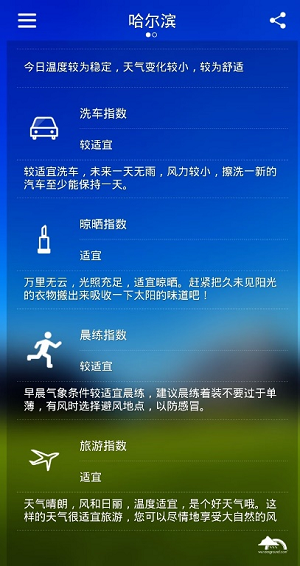 哈尔滨
今日温度较为稳定，天气变化较小，较为舒适
洗车指数
较适宜
较适宜洗车，未来一天无雨，风力较小，擦洗一新的
汽车至少能保持一天。
晾晒指数
适宜
万里无云，光照充足，适宜晾晒。赶紧把久未见阳光
的衣物搬出来吸收一下太阳的味道吧！
晨练指数
较适宜
早晨气象条件较适宜晨练，建议晨练着装不要过于单
薄，有风时选择避风地点，以防感冒。
旅游指数
适宜
天气晴朗，风和日丽，温度适宜，是个好天气哦。这
样的天气很适宜旅游，您可以尽情地享受大自然的风